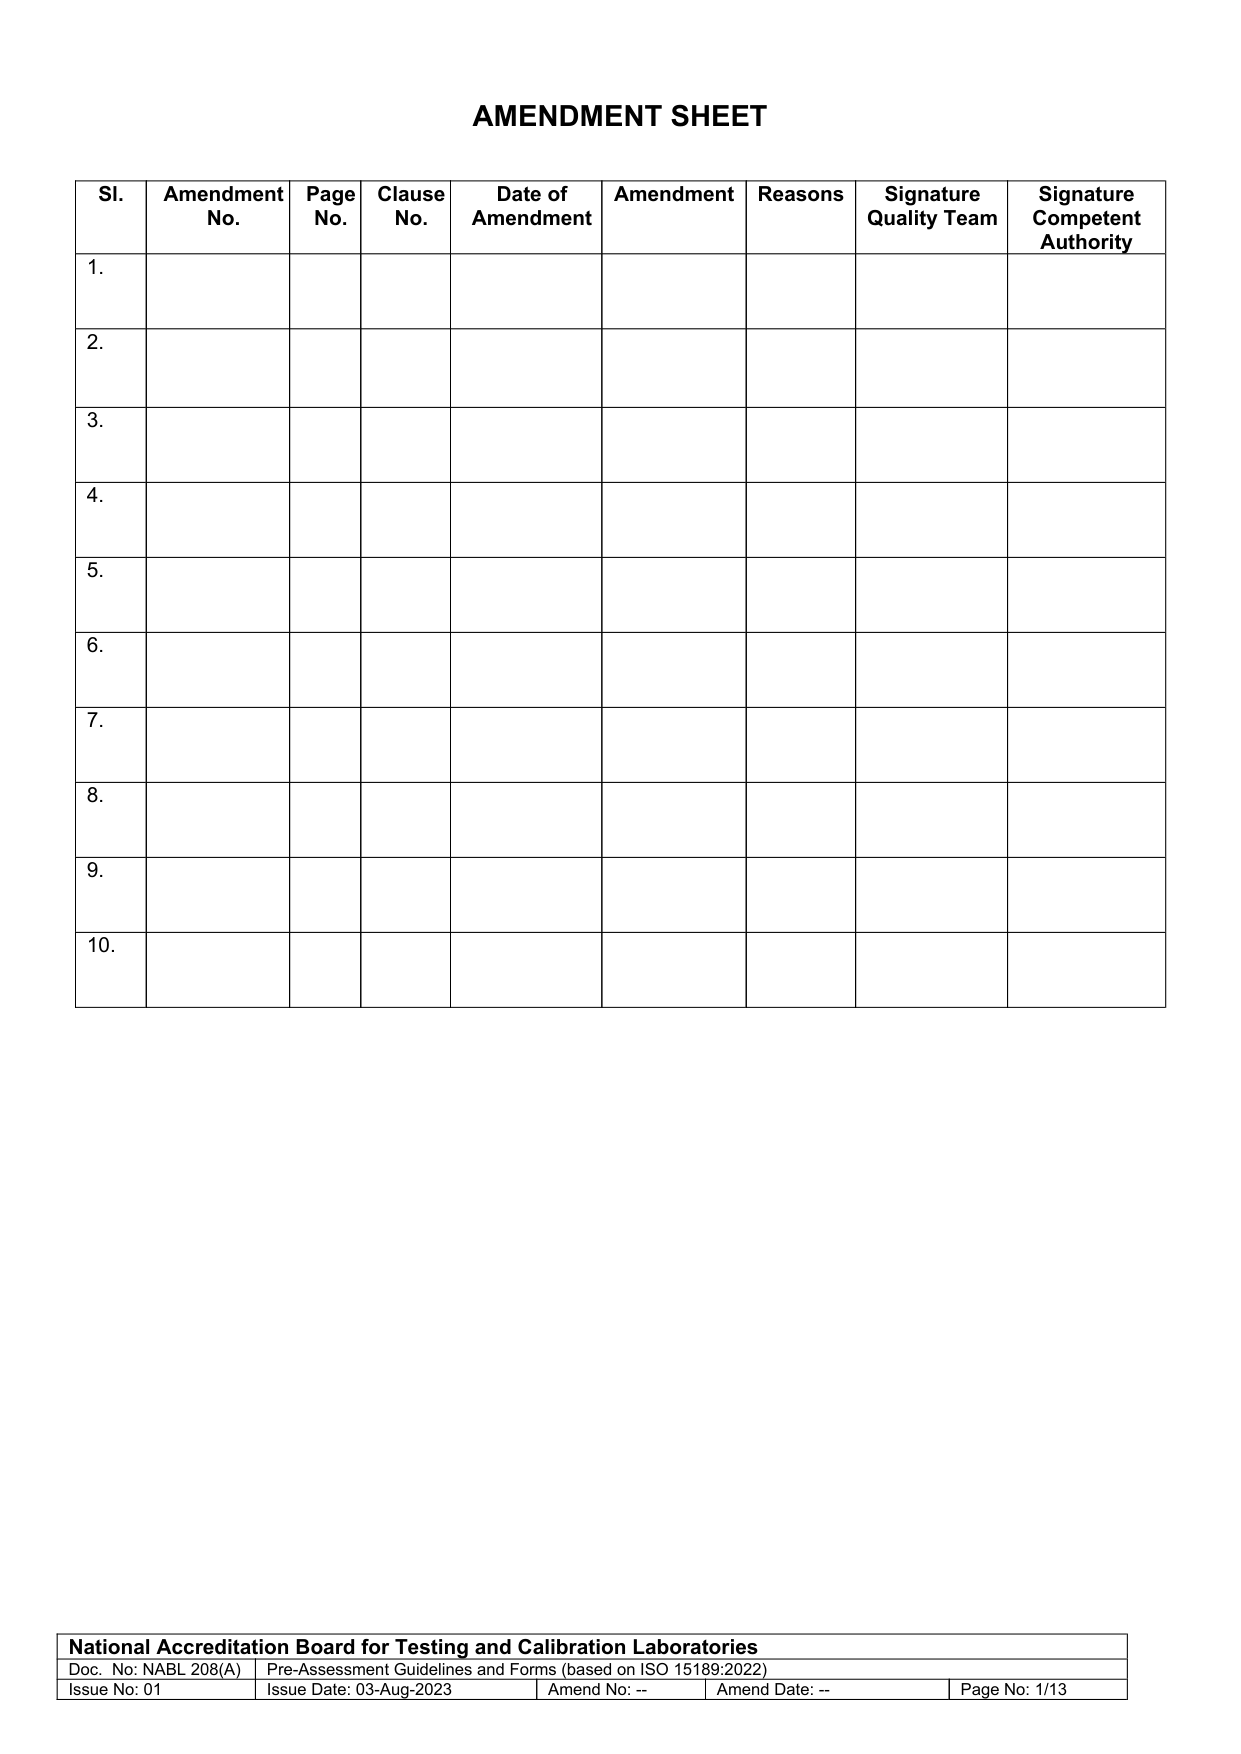 AMENDMENT SHEET
Sl. Amendment No. Page No. Clause No. Date of Amendment Amendment Reasons Signature Quality Team Signature Competent Authority
1.
2.
3.
4.
5.
6.
7.
8.
9.
10.
National Accreditation Board for Testing and Calibration Laboratories
Doc. No: NABL 208(A) Pre-Assessment Guidelines and Forms (based on ISO 15189:2022)
Issue No: 01 Issue Date: 03-Aug-2023 Amend No: -- Amend Date: -- Page No: 1/13